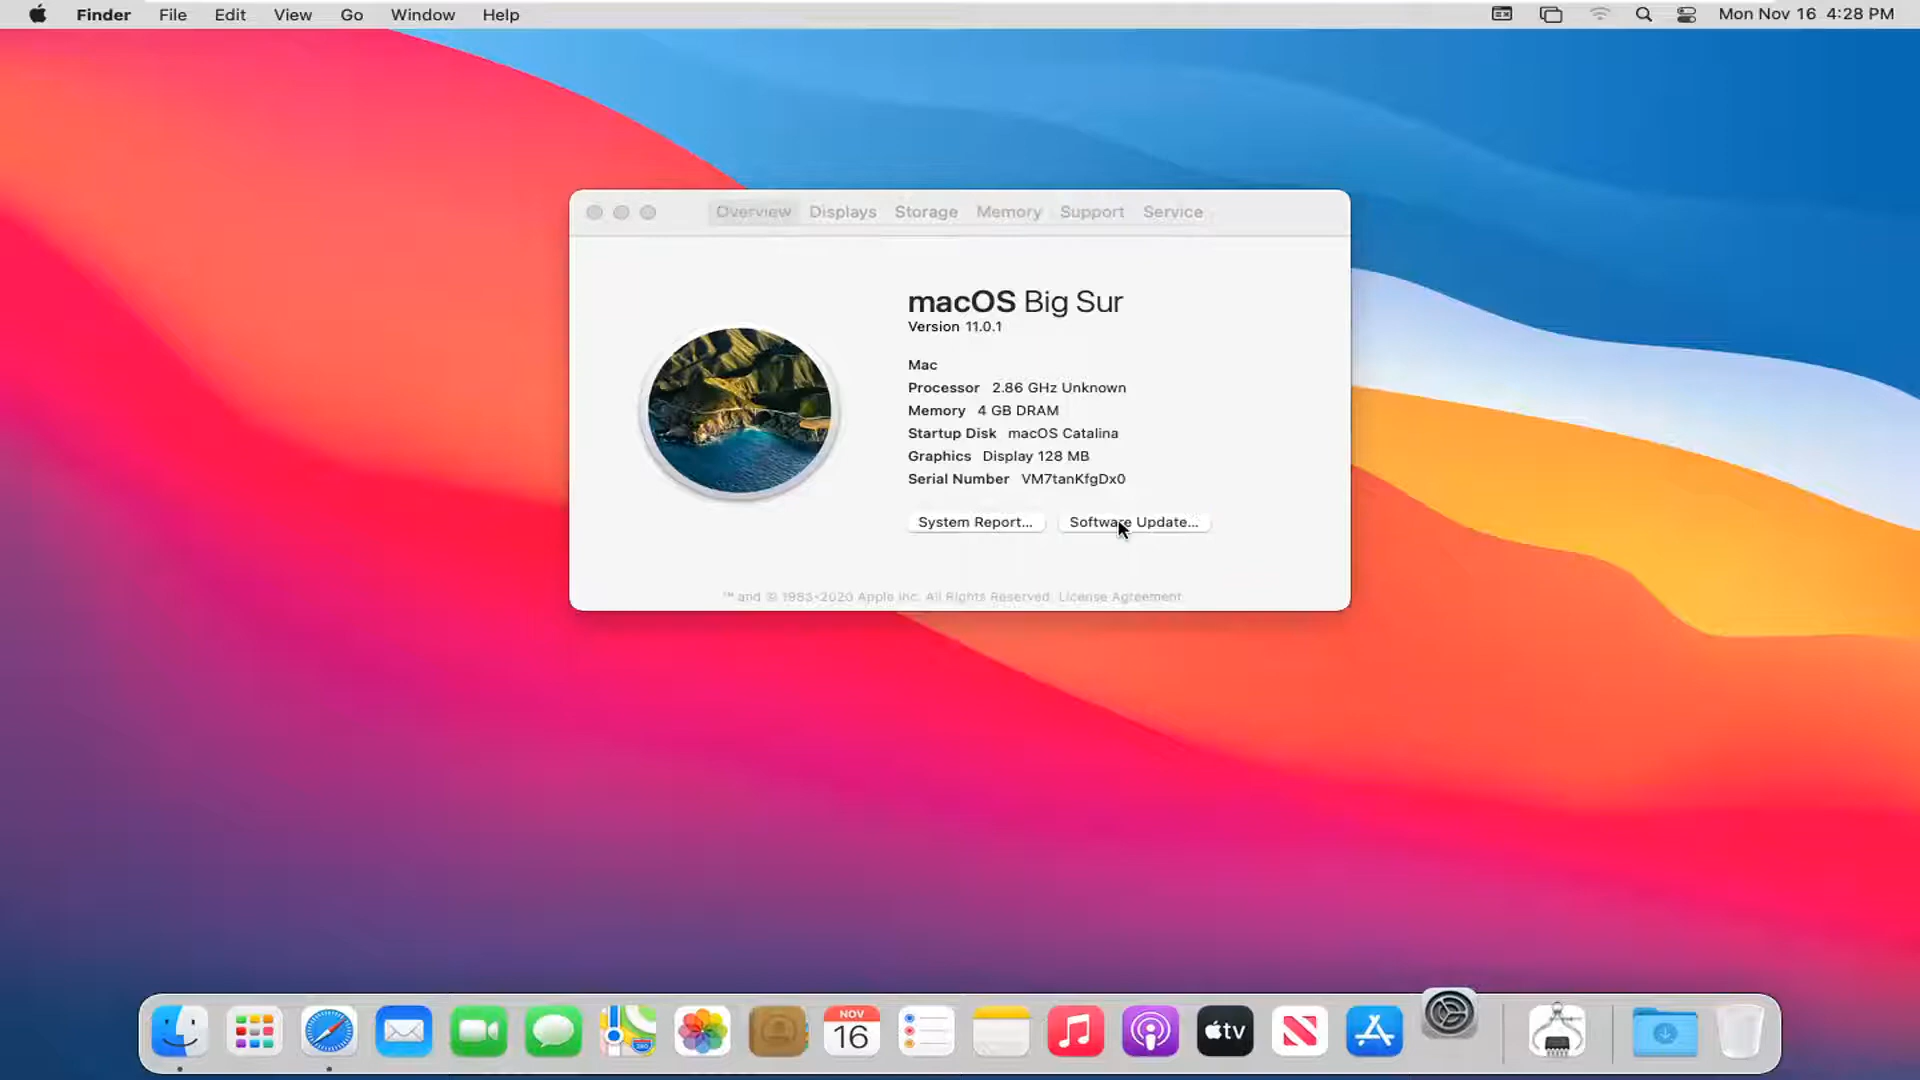 Finder File Edit View Go Window Help Mon Nov 16 4:28 PM
Overview Displays Storage Memory Support Service
macOS Big Sur
Version 11.0.1
Mac
Processor 2.86 GHz Unknown
Memory 4 GB DRAM
Startup Disk macOS Catalina
Graphics Display 128 MB
Serial Number VM7tanKfgDx0
System Report... Software Update...
™ and © 1983-2020 Apple Inc. All Rights Reserved. License Agreement
NOV
16
tv